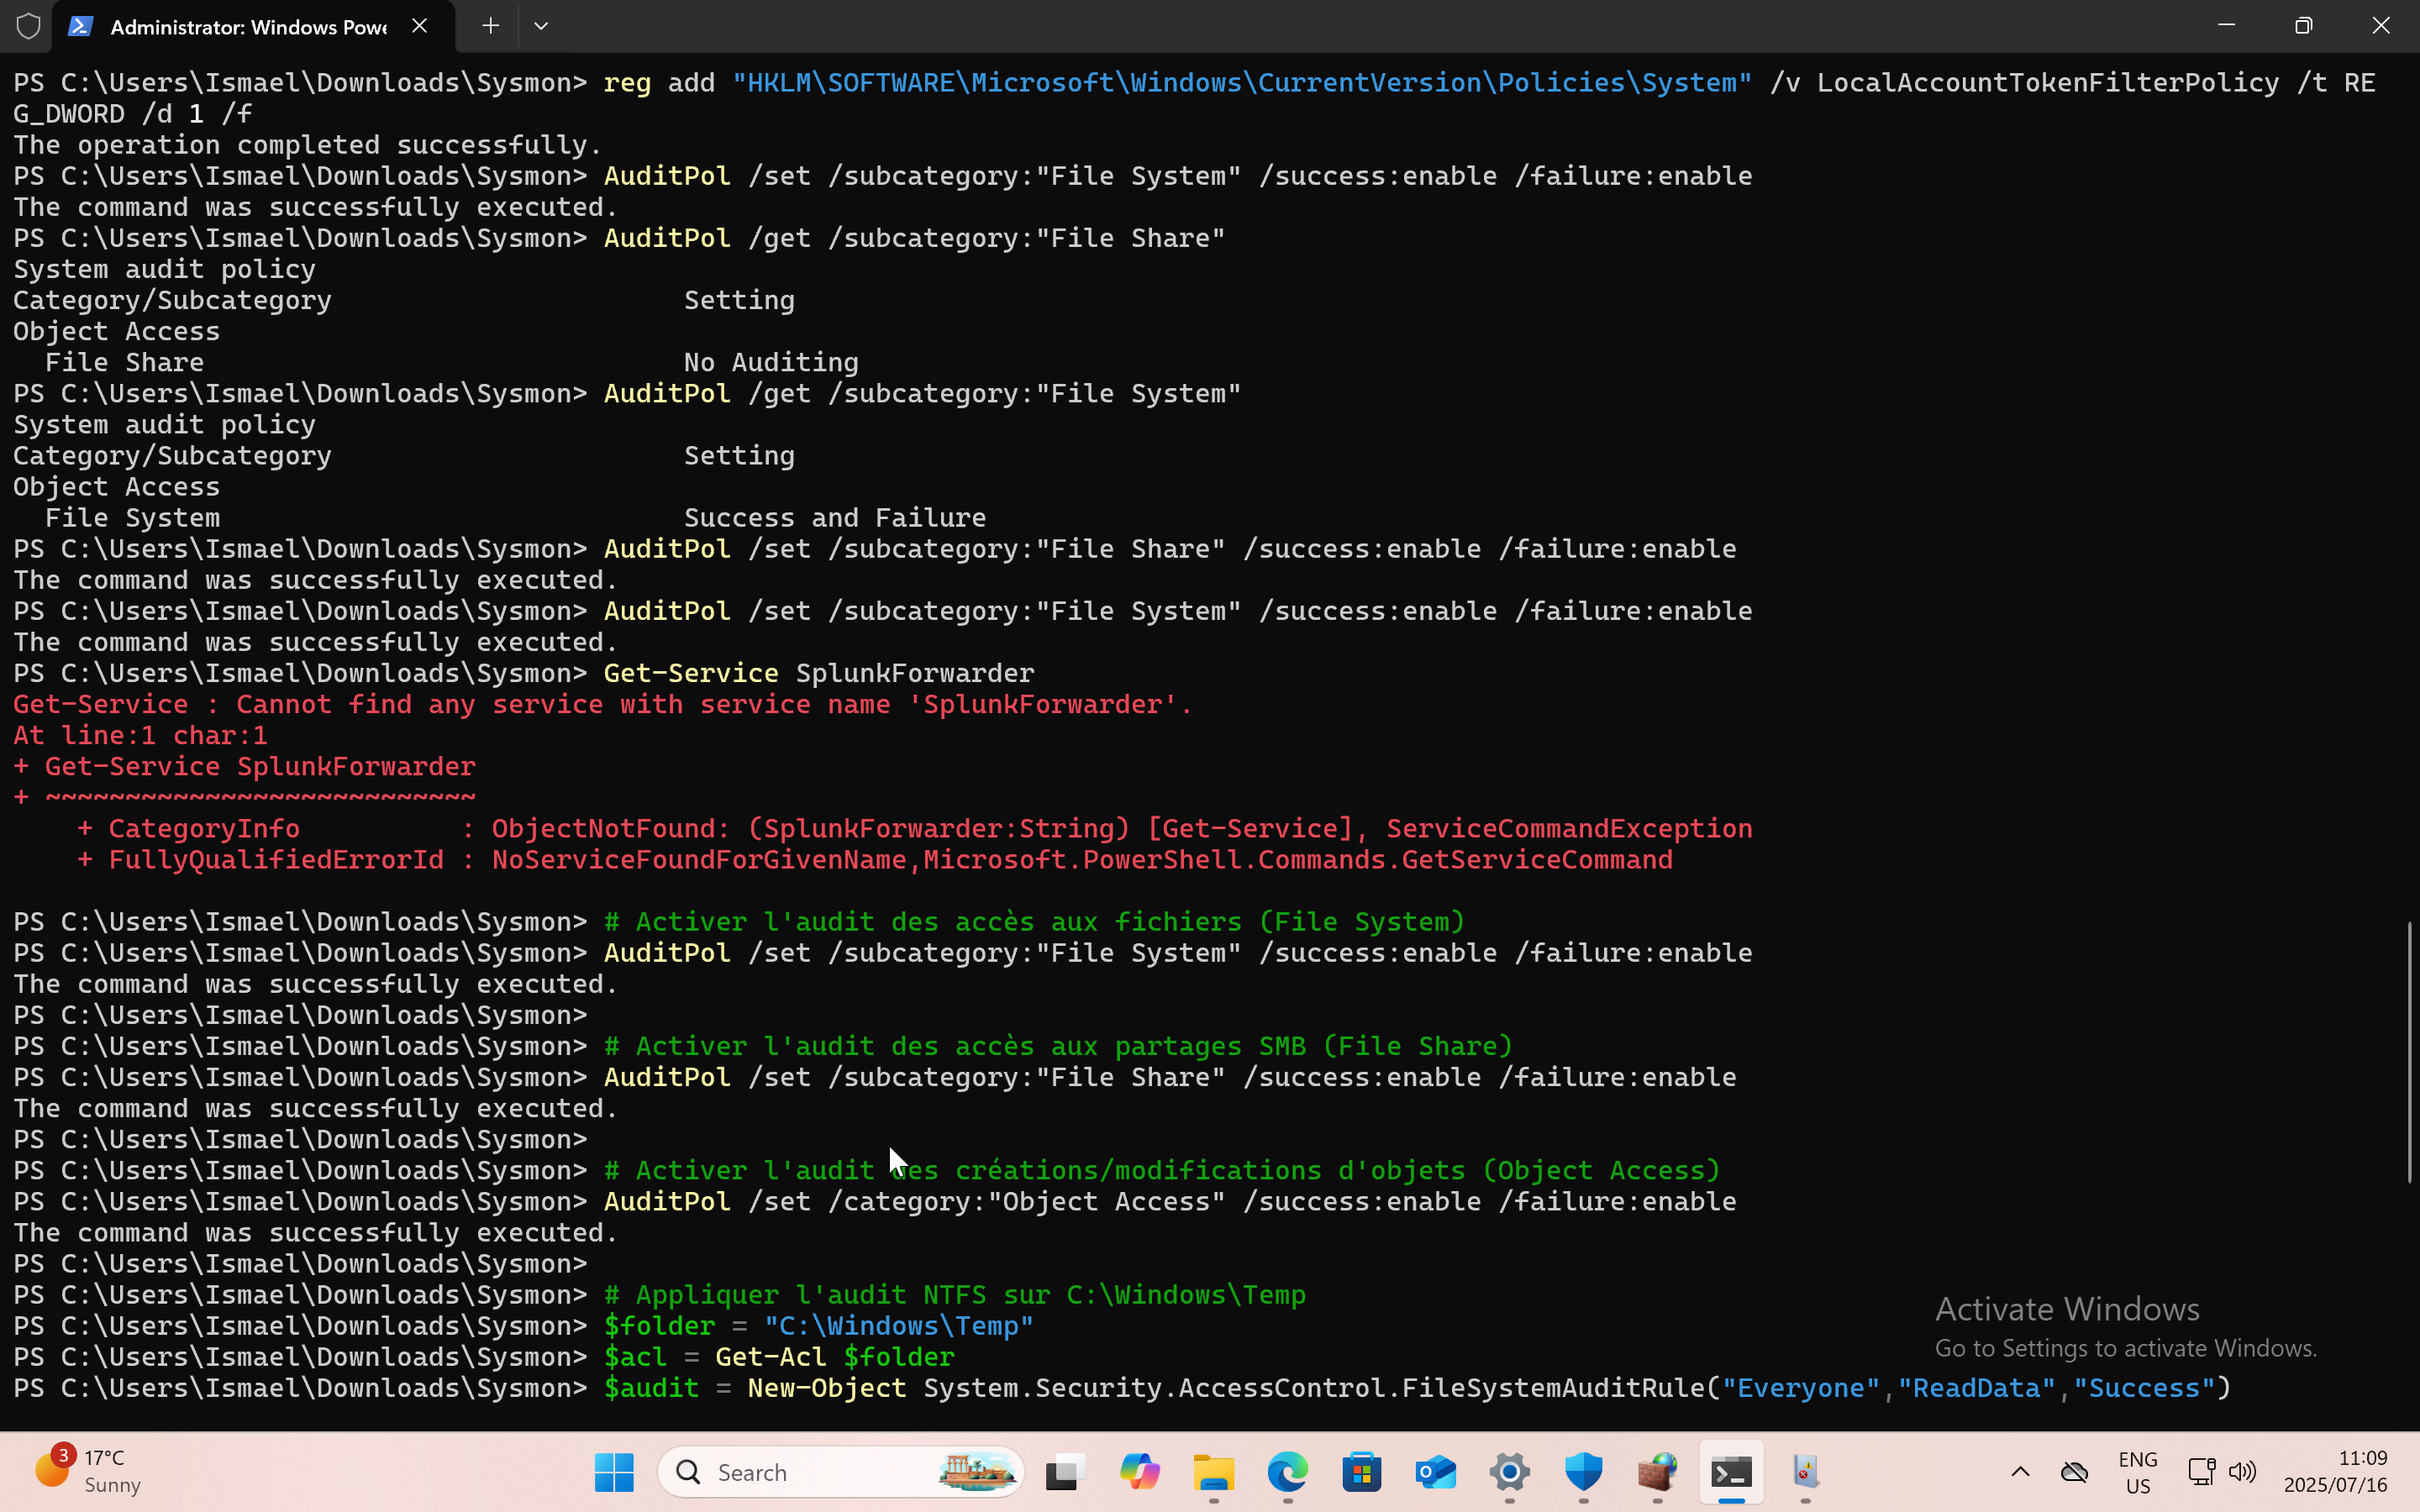 Administrator: Windows Powe
PS C:\Users\Ismael\Downloads\Sysmon> reg add "HKLM\SOFTWARE\Microsoft\Windows\CurrentVersion\Policies\System" /v LocalAccountTokenFilterPolicy /t RE
G_DWORD /d 1 /f
The operation completed successfully.
PS C:\Users\Ismael\Downloads\Sysmon> AuditPol /set /subcategory:"File System" /success:enable /failure:enable
The command was successfully executed.
PS C:\Users\Ismael\Downloads\Sysmon> AuditPol /get /subcategory:"File Share"
System audit policy
Category/Subcategory                      Setting
Object Access
  File Share                              No Auditing
PS C:\Users\Ismael\Downloads\Sysmon> AuditPol /get /subcategory:"File System"
System audit policy
Category/Subcategory                      Setting
Object Access
  File System                             Success and Failure
PS C:\Users\Ismael\Downloads\Sysmon> AuditPol /set /subcategory:"File Share" /success:enable /failure:enable
The command was successfully executed.
PS C:\Users\Ismael\Downloads\Sysmon> AuditPol /set /subcategory:"File System" /success:enable /failure:enable
The command was successfully executed.
PS C:\Users\Ismael\Downloads\Sysmon> Get-Service SplunkForwarder
Get-Service : Cannot find any service with service name 'SplunkForwarder'.
At line:1 char:1
+ Get-Service SplunkForwarder
+ ~~~~~~~~~~~~~~~~~~~~~~~~~~~
    + CategoryInfo          : ObjectNotFound: (SplunkForwarder:String) [Get-Service], ServiceCommandException
    + FullyQualifiedErrorId : NoServiceFoundForGivenName,Microsoft.PowerShell.Commands.GetServiceCommand
PS C:\Users\Ismael\Downloads\Sysmon> # Activer l'audit des accès aux fichiers (File System)
PS C:\Users\Ismael\Downloads\Sysmon> AuditPol /set /subcategory:"File System" /success:enable /failure:enable
The command was successfully executed.
PS C:\Users\Ismael\Downloads\Sysmon>
PS C:\Users\Ismael\Downloads\Sysmon> # Activer l'audit des accès aux partages SMB (File Share)
PS C:\Users\Ismael\Downloads\Sysmon> AuditPol /set /subcategory:"File Share" /success:enable /failure:enable
The command was successfully executed.
PS C:\Users\Ismael\Downloads\Sysmon>
PS C:\Users\Ismael\Downloads\Sysmon> # Activer l'audit des créations/modifications d'objets (Object Access)
PS C:\Users\Ismael\Downloads\Sysmon> AuditPol /set /category:"Object Access" /success:enable /failure:enable
The command was successfully executed.
PS C:\Users\Ismael\Downloads\Sysmon>
PS C:\Users\Ismael\Downloads\Sysmon> # Appliquer l'audit NTFS sur C:\Windows\Temp
PS C:\Users\Ismael\Downloads\Sysmon> $folder = "C:\Windows\Temp"
PS C:\Users\Ismael\Downloads\Sysmon> $acl = Get-Acl $folder
PS C:\Users\Ismael\Downloads\Sysmon> $audit = New-Object System.Security.AccessControl.FileSystemAuditRule("Everyone","ReadData","Success")
Activate Windows
Go to Settings to activate Windows.
3
17°C
Sunny
Search
ENG
US
11:09
2025/07/16